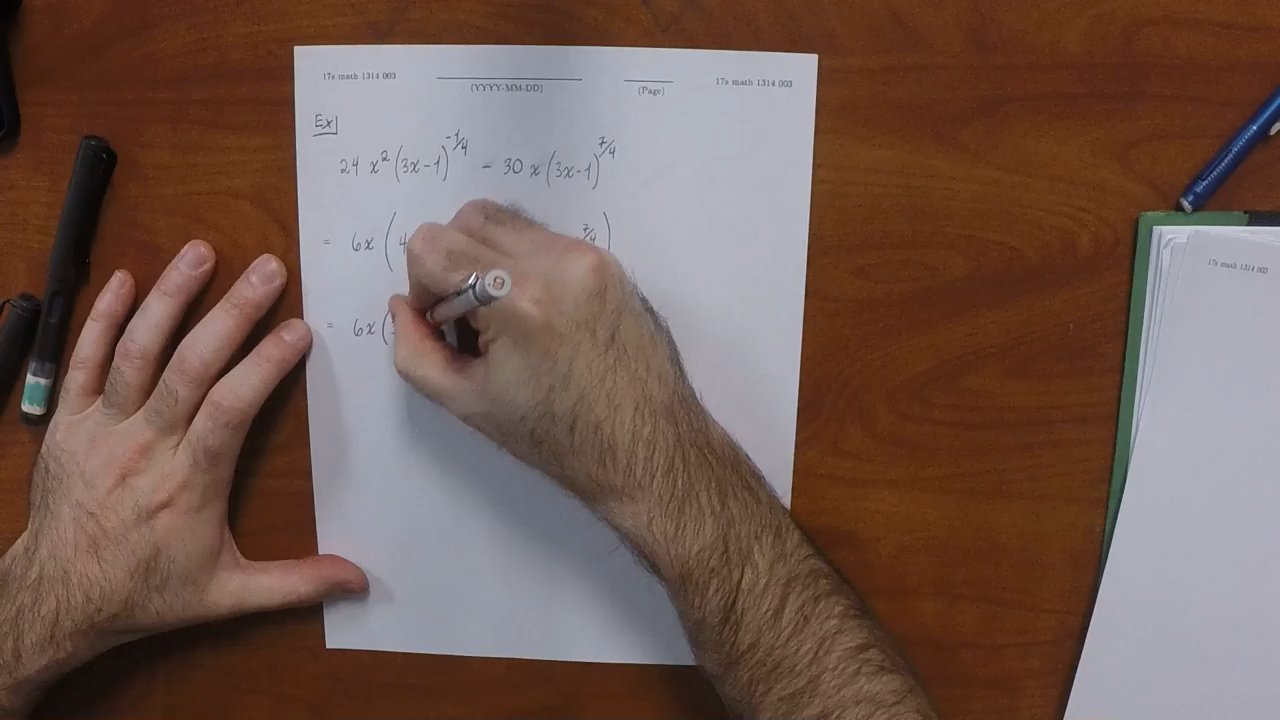 17s math 1314 003 (YYYY-MM-DD) (Page) 17s math 1314 003
Ex
24 x² (3x-1)^-1/4 - 30 x (3x-1)^7/4
= 6x ( 4 7/4 )
= 6x (
17s math 1314 003